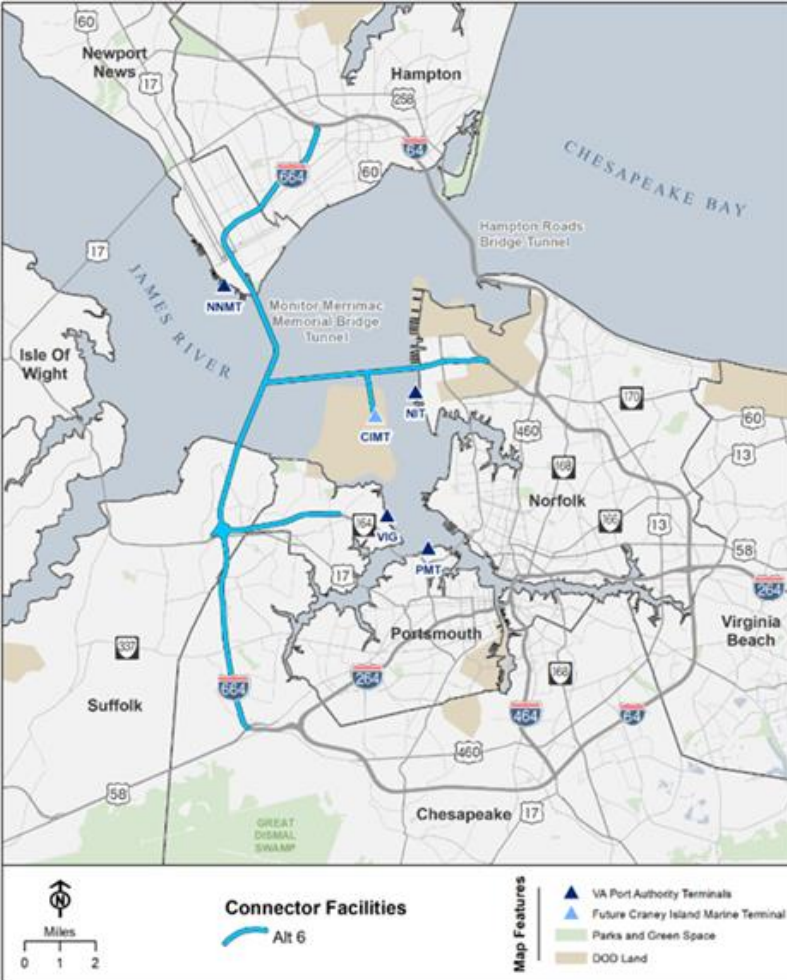 60
Newport
News
17
Hampton
258
64
664
60
CHESAPEAKE BAY
Hampton Roads
Bridge Tunnel
17
JAMES RIVER
NNMT
Monitor Merrimac
Memorial Bridge
Tunnel
Isle Of
Wight
NIT
170
CIMT
460
60
13
168
Norfolk
164
VIG
166
13
PMT
58
17
264
Virginia
Beach
Portsmouth
337
264
168
664
Suffolk
464
64
460
58
GREAT
DISMAL
SWAMP
Chesapeake
17
N
Miles
0 1 2
Connector Facilities
Alt 6
Map Features
VA Port Authority Terminals
Future Craney Island Marine Terminal
Parks and Green Space
DOD Land